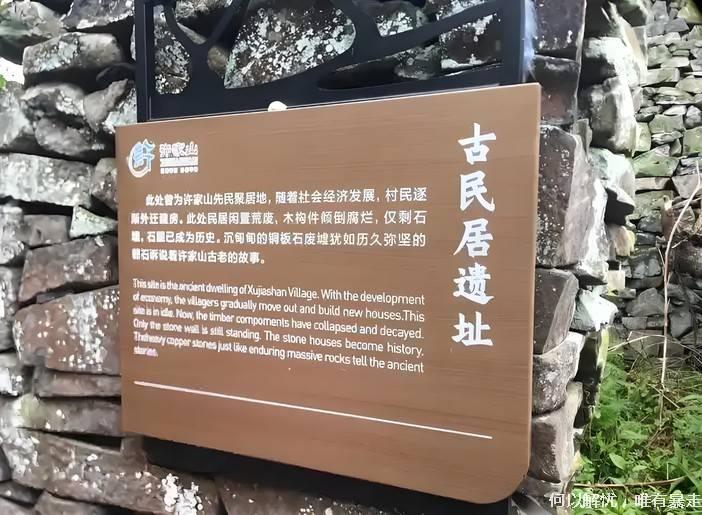 许家山
古民居遗址
此处曾为许家山先民聚居地，随着社会经济发展，村民逐
渐外迁建房。此处民居闲置荒废，木构件倾倒腐烂，仅剩石
墟，石屋已成为历史。沉甸甸的铜板石废墟犹如历久弥坚的
磐石诉说着许家山古老的故事。
This site is the ancient dwelling of Xujiashan Village. With the development
of economy, the villagers gradually move out and build new houses.This
site is in idle. Now, the timber compoments have collapsed and decayed.
Only the stone wall is still standing. The stone houses become history.
Theheavy copper stones just like enduring massive rocks tell the ancient
stories.
何以解忧，唯有暴走